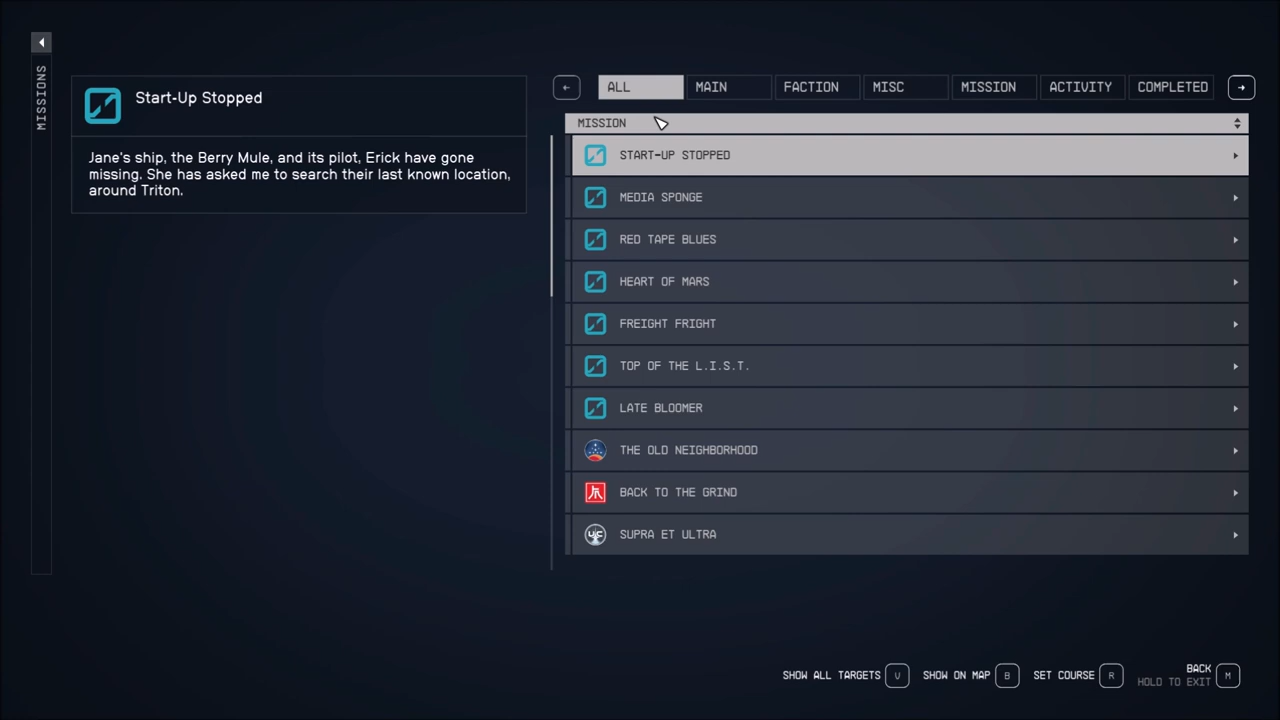 MISSIONS
Start-Up Stopped
Jane's ship, the Berry Mule, and its pilot, Erick have gone
missing. She has asked me to search their last known location,
around Triton.
ALL MAIN FACTION MISC MISSION ACTIVITY COMPLETED
MISSION
START-UP STOPPED
MEDIA SPONGE
RED TAPE BLUES
HEART OF MARS
FREIGHT FRIGHT
TOP OF THE L.I.S.T.
LATE BLOOMER
THE OLD NEIGHBORHOOD
BACK TO THE GRIND
UC SUPRA ET ULTRA
SHOW ALL TARGETS V SHOW ON MAP B SET COURSE R BACK M
HOLD TO EXIT